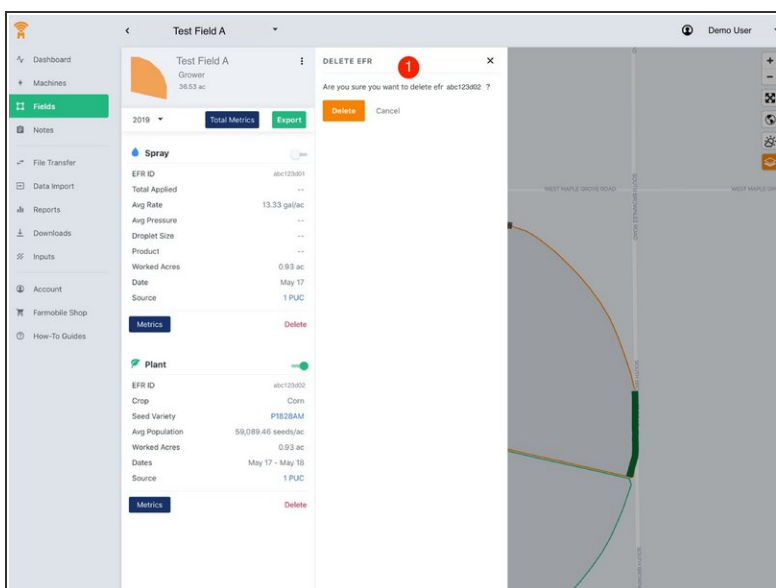 Test Field A
Demo User
Dashboard
Machines
Fields
Notes
File Transfer
Data Import
Reports
Downloads
Inputs
Account
Farmobile Shop
How-To Guides
Test Field A
Grower
36.53 ac
2019
Total Metrics
Export
Spray
EFR ID abc123d01
Total Applied --
Avg Rate 13.33 gal/ac
Avg Pressure --
Droplet Size --
Product --
Worked Acres 0.93 ac
Date May 17
Source 1 PUC
Metrics Delete
Plant
EFR ID abc123d02
Crop Corn
Seed Variety P1828AM
Avg Population 59,089.46 seeds/ac
Worked Acres 0.93 ac
Dates May 17 - May 18
Source 1 PUC
Metrics Delete
DELETE EFR
1
Are you sure you want to delete efr abc123d02 ?
Delete Cancel
WEST MAPLE GROVE ROAD
WEST MAPLE
SOUTH BROWNLEE ROAD